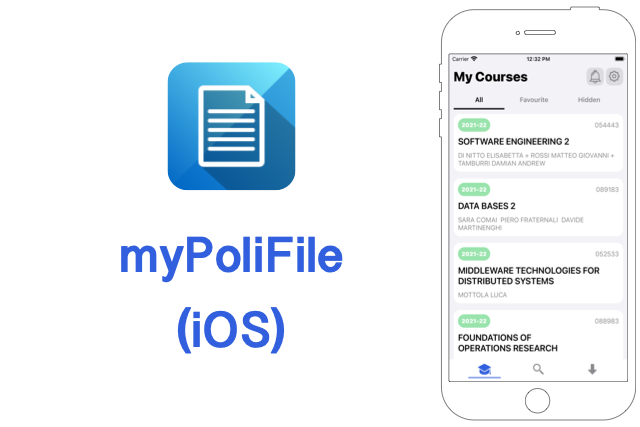 myPoliFile
(iOS)
Carrier 12:32 PM
My Courses
All Favourite Hidden
2021-22 054443
SOFTWARE ENGINEERING 2
DI NITTO ELISABETTA + ROSSI MATTEO GIOVANNI +
TAMBURRI DAMIAN ANDREW
2021-22 089183
DATA BASES 2
SARA COMAI PIERO FRATERNALI DAVIDE
MARTINENGHI
2021-22 052533
MIDDLEWARE TECHNOLOGIES FOR
DISTRIBUTED SYSTEMS
MOTTOLA LUCA
2021-22 088983
FOUNDATIONS OF
OPERATIONS RESEARCH